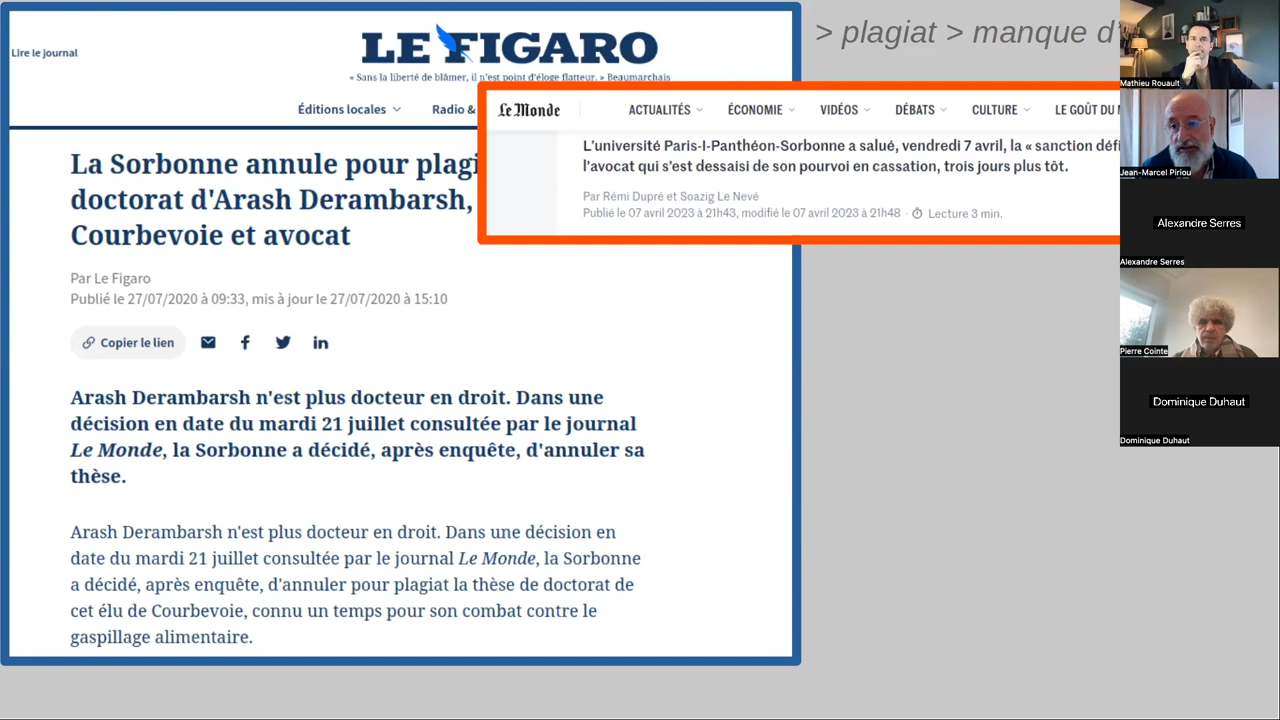 > plagiat > manque d'
Lire le journal
LE FIGARO
« Sans la liberté de blâmer, il n'est point d'éloge flatteur. » Beaumarchais
Éditions locales
Radio &
La Sorbonne annule pour plagi
doctorat d'Arash Derambarsh,
Courbevoie et avocat
Par Le Figaro
Publié le 27/07/2020 à 09:33, mis à jour le 27/07/2020 à 15:10
Copier le lien
Arash Derambarsh n'est plus docteur en droit. Dans une
décision en date du mardi 21 juillet consultée par le journal
Le Monde, la Sorbonne a décidé, après enquête, d'annuler sa
thèse.
Arash Derambarsh n'est plus docteur en droit. Dans une décision en
date du mardi 21 juillet consultée par le journal Le Monde, la Sorbonne
a décidé, après enquête, d'annuler pour plagiat la thèse de doctorat de
cet élu de Courbevoie, connu un temps pour son combat contre le
gaspillage alimentaire.
Le Monde
ACTUALITÉS
ÉCONOMIE
VIDÉOS
DÉBATS
CULTURE
LE GOÛT DU M
L'université Paris-I-Panthéon-Sorbonne a salué, vendredi 7 avril, la « sanction défi
l'avocat qui s'est dessaisi de son pourvoi en cassation, trois jours plus tôt.
Par Rémi Dupré et Soazig Le Nevé
Publié le 07 avril 2023 à 21h43, modifié le 07 avril 2023 à 21h48 · Lecture 3 min.
Mathieu Rouault
Jean-Marcel Piriou
Alexandre Serres
Alexandre Serres
Pierre Cointe
Dominique Duhaut
Dominique Duhaut